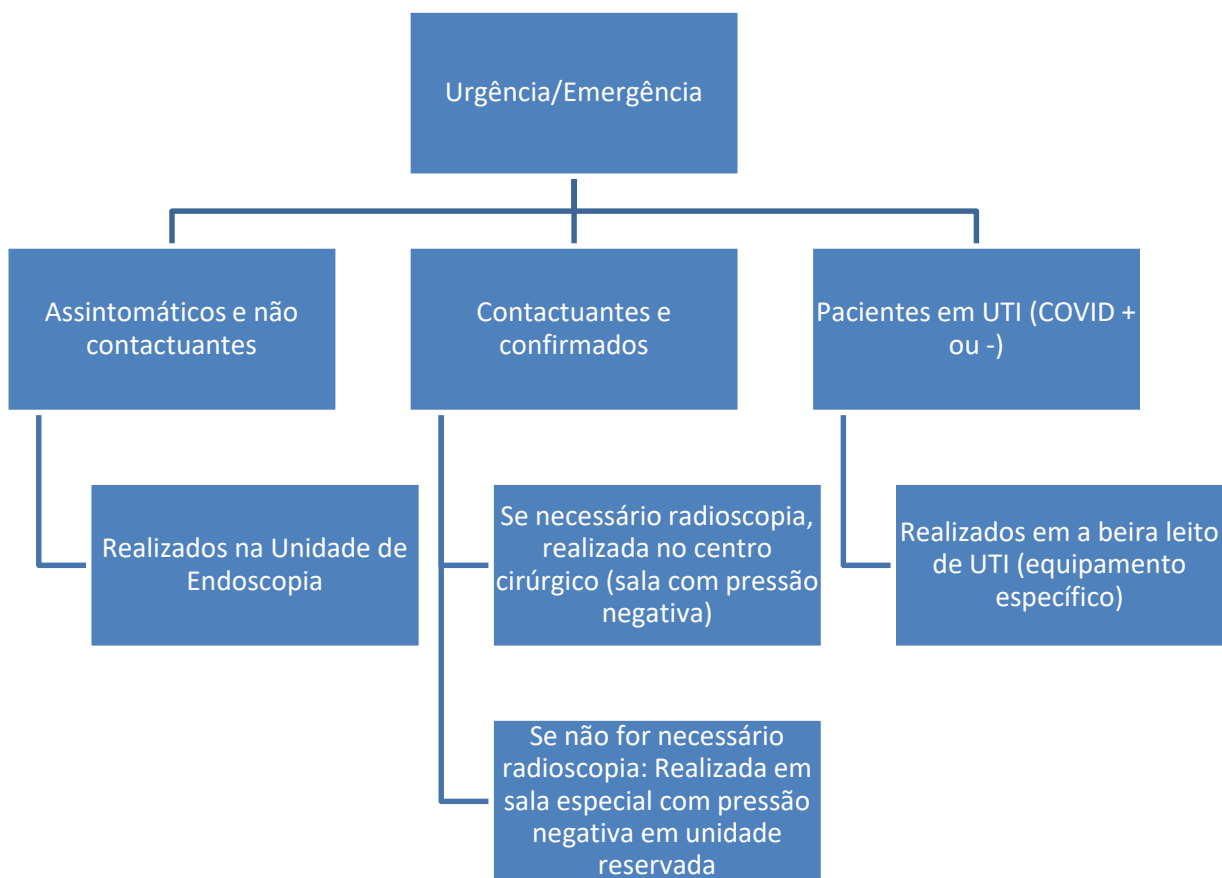 Urgência/Emergência
Assintomáticos e não
contactuantes
Contactuantes e
confirmados
Pacientes em UTI (COVID +
ou -)
Realizados na Unidade de
Endoscopia
Se necessário radioscopia,
realizada no centro
cirúrgico (sala com pressão
negativa)
Realizados em a beira leito
de UTI (equipamento
específico)
Se não for necessário
radioscopia: Realizada em
sala especial com pressão
negativa em unidade
reservada